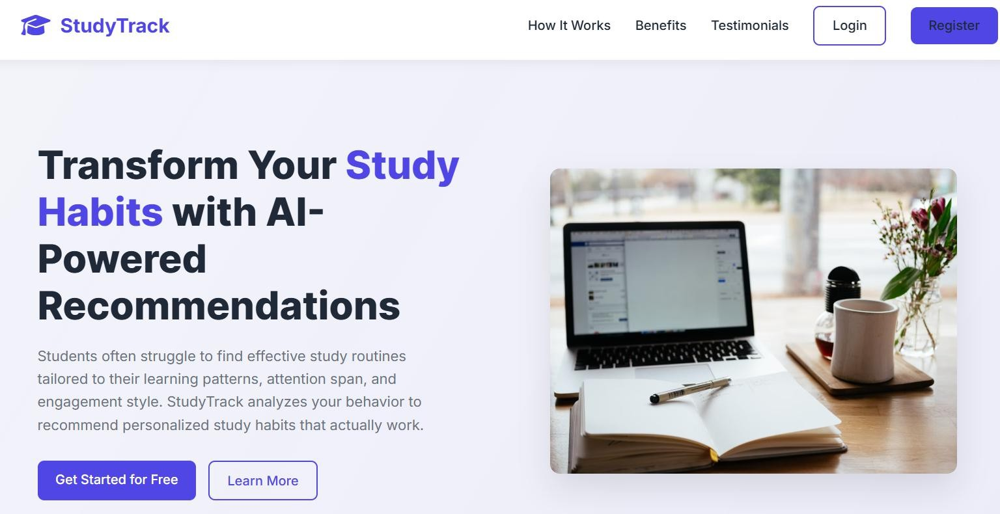 StudyTrack
How It Works
Benefits
Testimonials
Login
Register
Transform Your Study
Habits with AI-
Powered
Recommendations
Students often struggle to find effective study routines
tailored to their learning patterns, attention span, and
engagement style. StudyTrack analyzes your behavior to
recommend personalized study habits that actually work.
Get Started for Free
Learn More